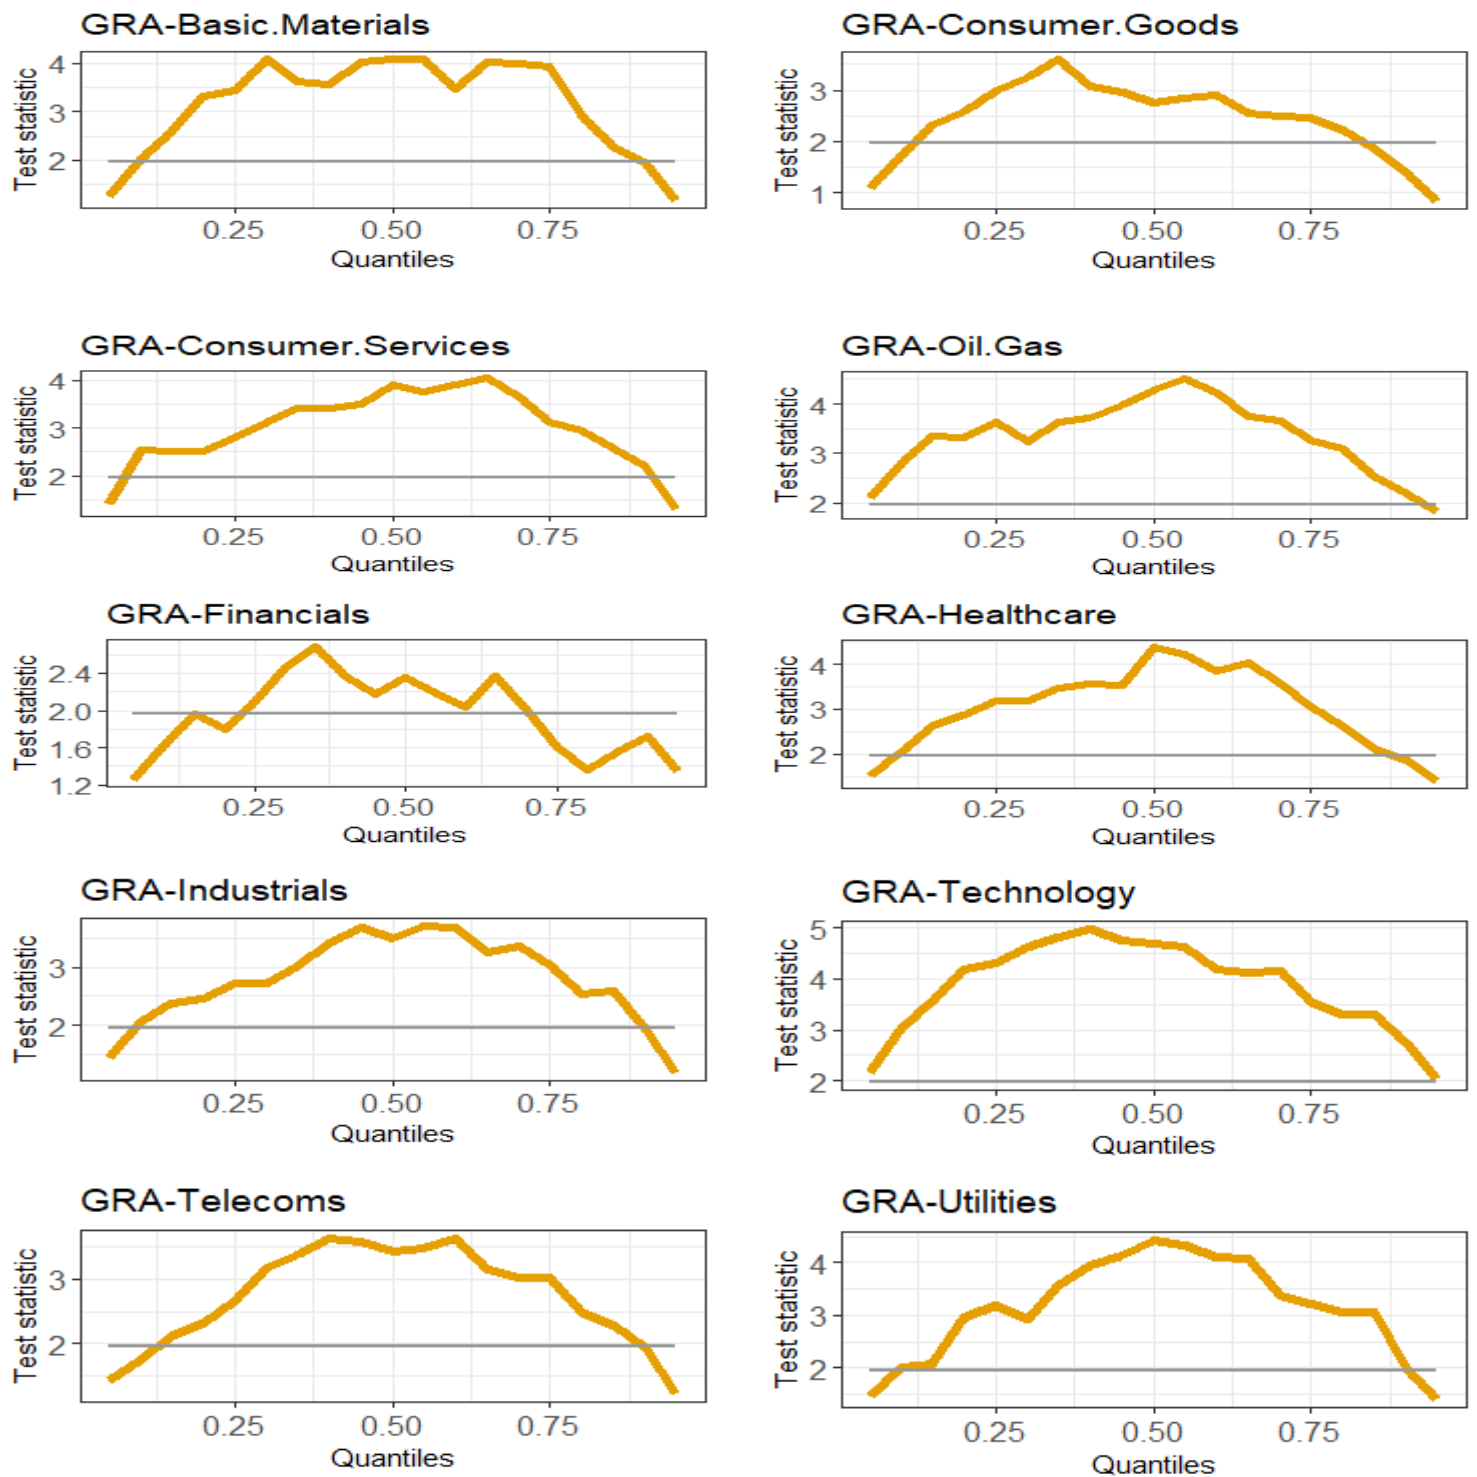 GRA-Basic.Materials
Test statistic
4
3
2
0.25 0.50 0.75
Quantiles
GRA-Consumer.Goods
Test statistic
3
2
1
0.25 0.50 0.75
Quantiles
GRA-Consumer.Services
Test statistic
4
3
2
0.25 0.50 0.75
Quantiles
GRA-Oil.Gas
Test statistic
4
3
2
0.25 0.50 0.75
Quantiles
GRA-Financials
Test statistic
2.4
2.0
1.6
1.2
0.25 0.50 0.75
Quantiles
GRA-Healthcare
Test statistic
4
3
2
0.25 0.50 0.75
Quantiles
GRA-Industrials
Test statistic
3
2
0.25 0.50 0.75
Quantiles
GRA-Technology
Test statistic
5
4
3
2
0.25 0.50 0.75
Quantiles
GRA-Telecoms
Test statistic
3
2
0.25 0.50 0.75
Quantiles
GRA-Utilities
Test statistic
4
3
2
0.25 0.50 0.75
Quantiles